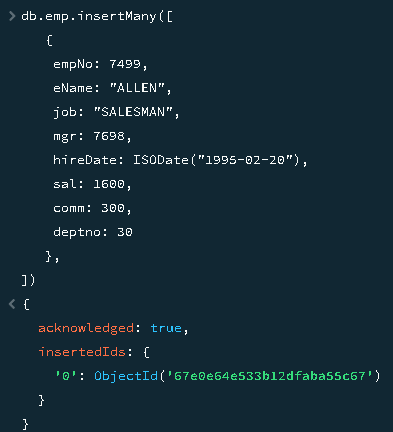 > db.emp.insertMany([
{
empNo: 7499,
eName: "ALLEN",
job: "SALESMAN",
mgr: 7698,
hireDate: ISODate("1995-02-20"),
sal: 1600,
comm: 300,
deptno: 30
},
])
< {
acknowledged: true,
insertedIds: {
'0': ObjectId('67e0e64e533b12dfaba55c67')
}
}